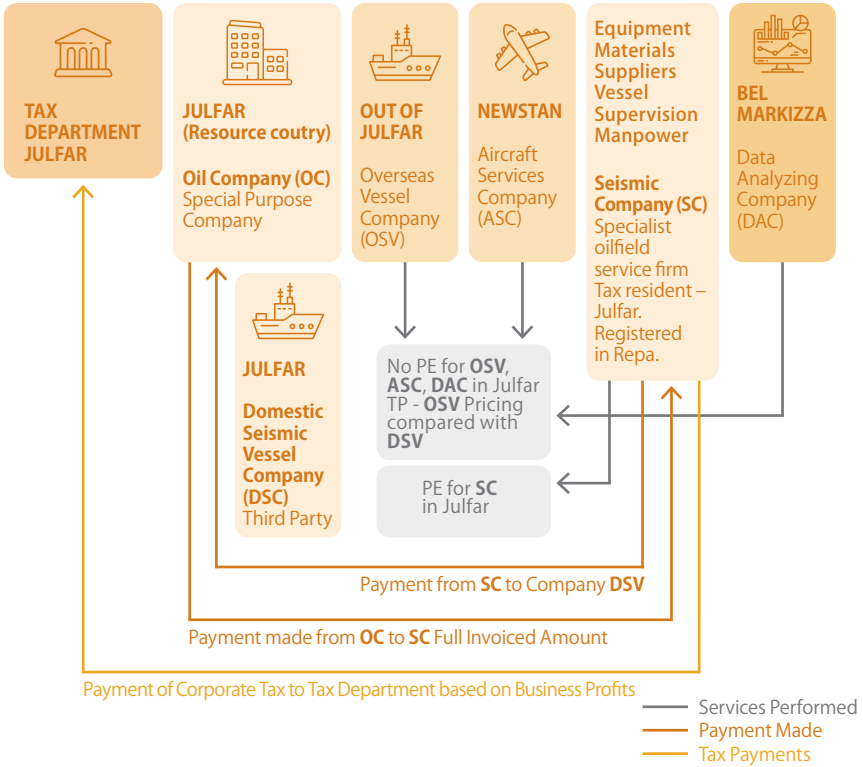 TAX
DEPARTMENT
JULFAR
JULFAR
(Resource coutry)
Oil Company (OC)
Special Purpose
Company
OUT OF
JULFAR
Overseas
Vessel
Company
(OSV)
NEWSTAN
Aircraft
Services
Company
(ASC)
Equipment
Materials
Suppliers
Vessel
Supervision
Manpower
Seismic
Company (SC)
Specialist
oilfield
service firm
Tax resident –
Julfar.
Registered
in Repa.
BEL
MARKIZZA
Data
Analyzing
Company
(DAC)
JULFAR
Domestic
Seismic
Vessel
Company
(DSC)
Third Party
No PE for OSV,
ASC, DAC in Julfar
TP - OSV Pricing
compared with
DSV
PE for SC
in Julfar
Payment from SC to Company DSV
Payment made from OC to SC Full Invoiced Amount
Payment of Corporate Tax to Tax Department based on Business Profits
Services Performed
Payment Made
Tax Payments